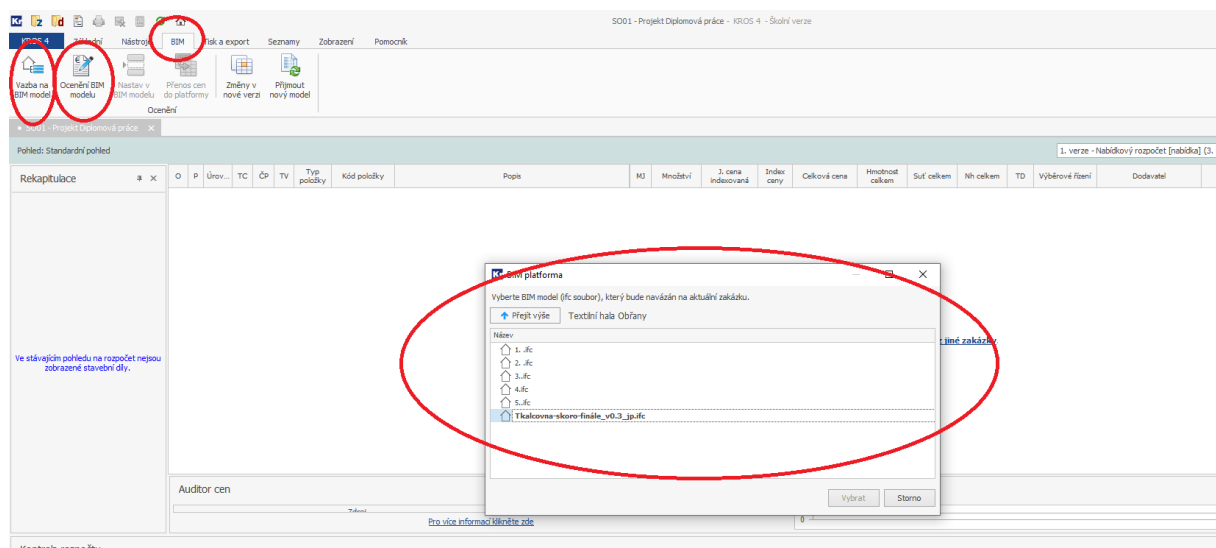 SO01 - Projekt Diplomová práce - KROS 4 - Školní verze
KROS 4 Základní Nástroje BIM Tisk a export Seznamy Zobrazení Pomocník
Vazba na BIM model
Ocenění BIM modelu
Nastav v BIM modelu
Přenos cen do platformy
Změny v nové verzi
Přijmout nový model
Ocenění
SO01 - Projekt Diplomová práce
Pohled: Standardní pohled
1. verze - Nabídkový rozpočet [nabídka] (3.
Rekapitulace
O P Úrov... TC ČP TV Typ položky Kód položky Popis MJ Množství J. cena indexovaná Index ceny Celková cena Hmotnost celkem Suť celkem Nh celkem TD Výběrové řízení Dodavatel
BIM platforma
Vyberte BIM model (ifc soubor), který bude navázán na aktuální zakázku.
Přejít výše Textilní hala Obřany
Název
1. .ifc
2. .ifc
3..ifc
4.ifc
5..ifc
Tkalcovna-skoro-finále_v0.3_jp.ifc
Vybrat Storno
z jiné zakázky.
Ve stávajícím pohledu na rozpočet nejsou
zobrazené stavební díly.
Auditor cen
Zdroj
Pro více informací klikněte zde
0
Kontrola rozpočtu